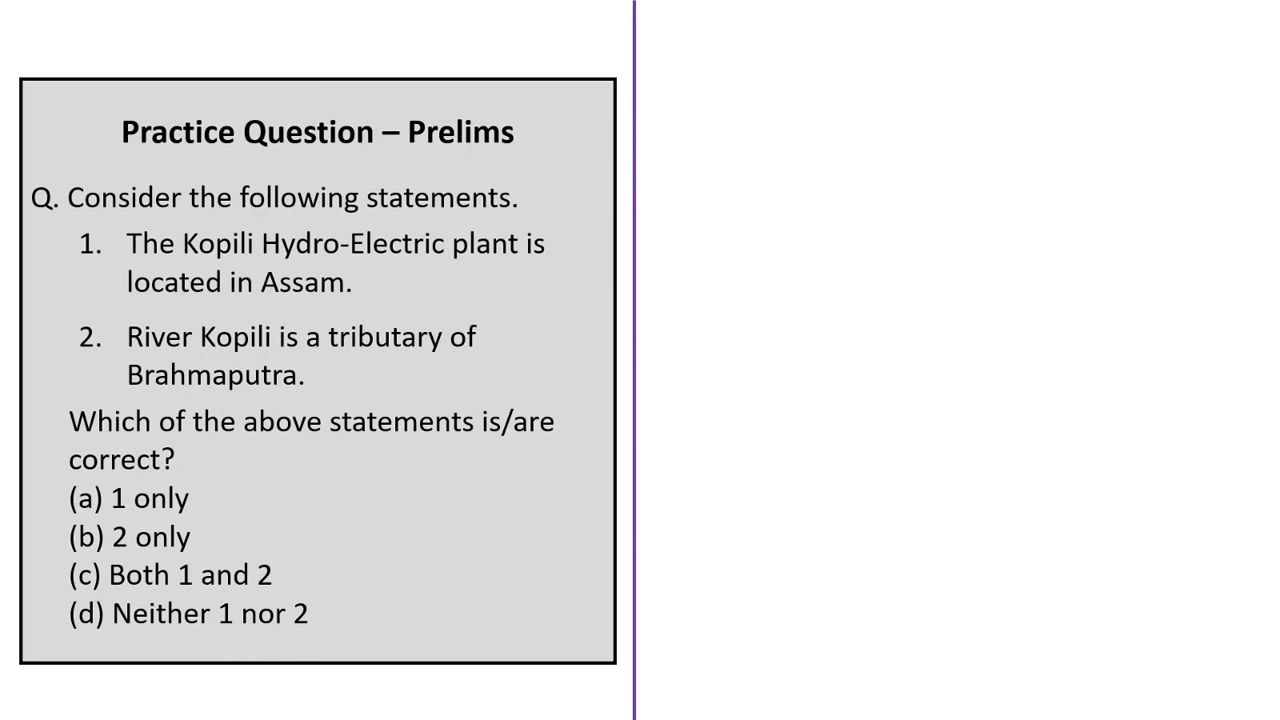 Practice Question – Prelims
Q. Consider the following statements.
1. The Kopili Hydro-Electric plant is
located in Assam.
2. River Kopili is a tributary of
Brahmaputra.
Which of the above statements is/are
correct?
(a) 1 only
(b) 2 only
(c) Both 1 and 2
(d) Neither 1 nor 2